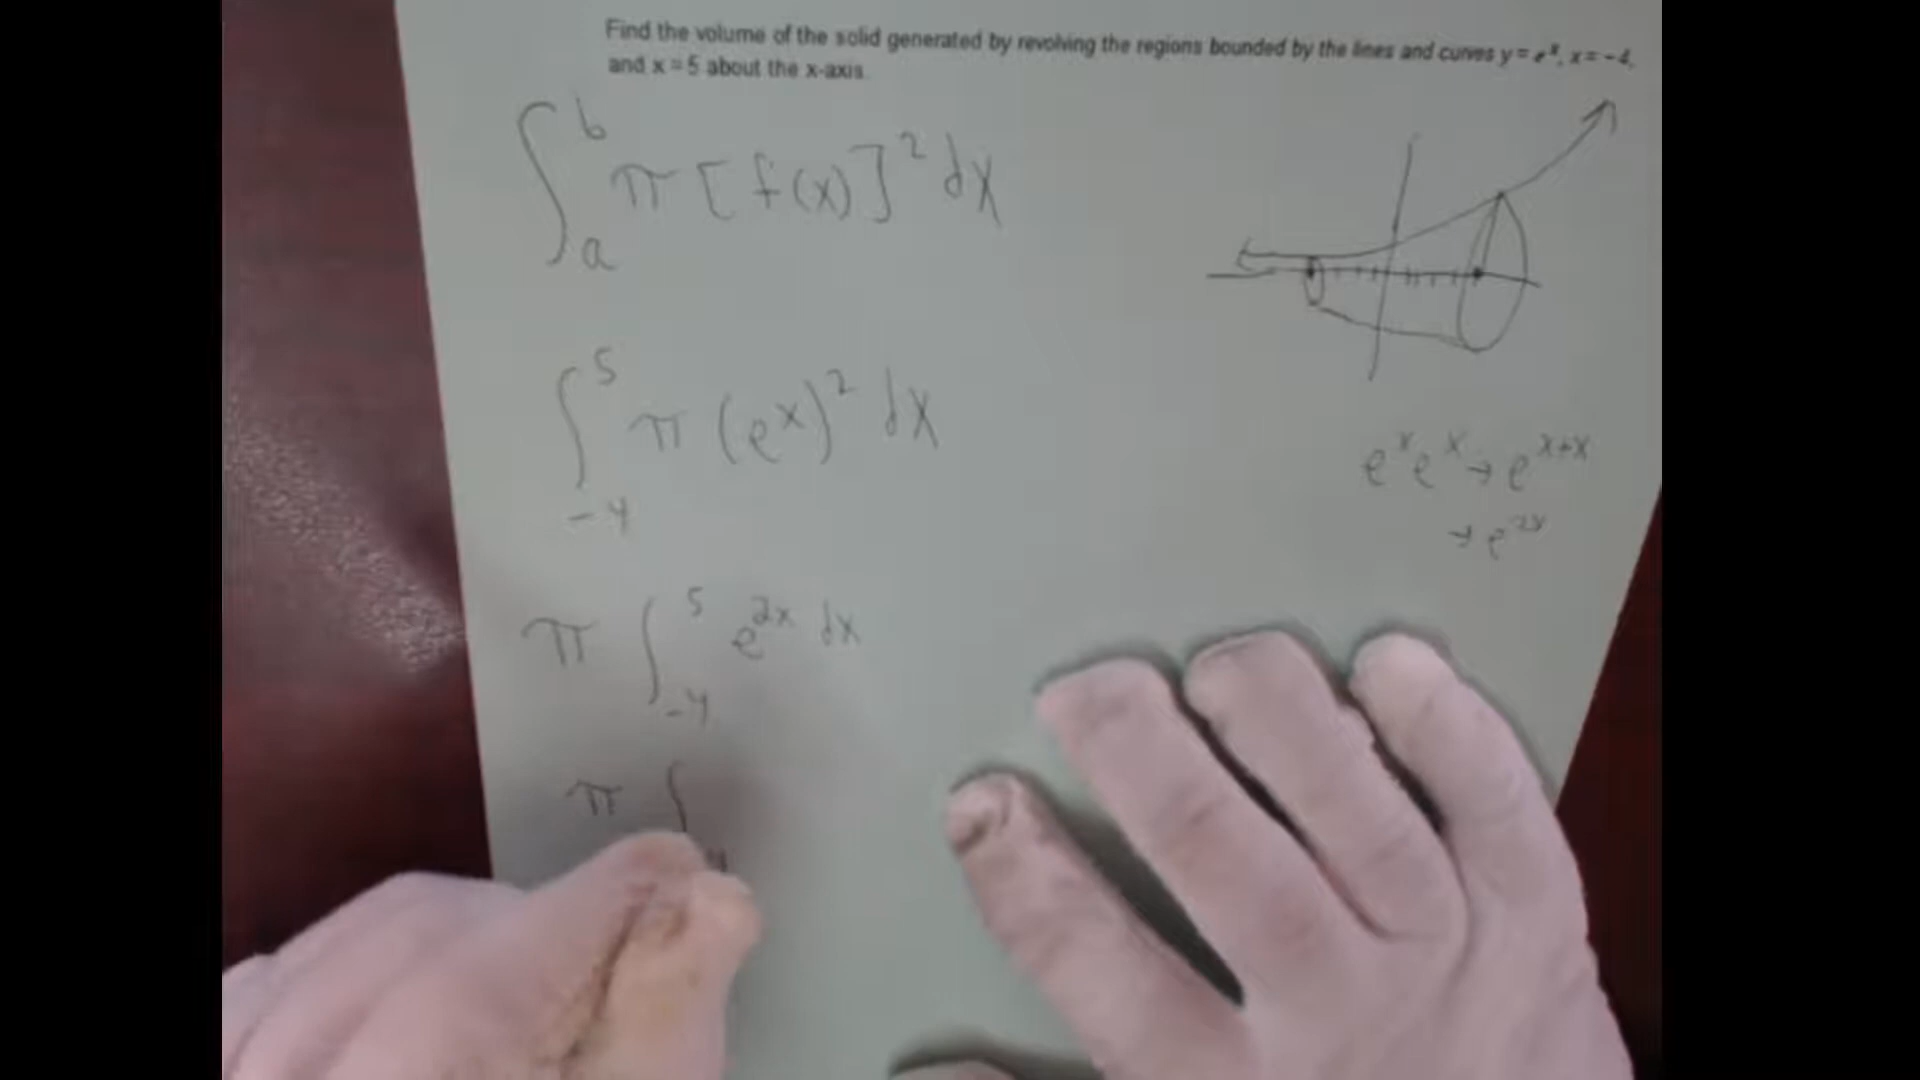 Find the volume of the solid generated by revolving the regions bounded by the lines and curves y = e^x, x = -4,
and x = 5 about the x-axis.
∫_a^b π [f(x)]^2 dx
∫_-4^5 π (e^x)^2 dx
e^x e^x → e^(x+x)
→ e^(2x)
π ∫_-4^5 e^(2x) dx
π ∫